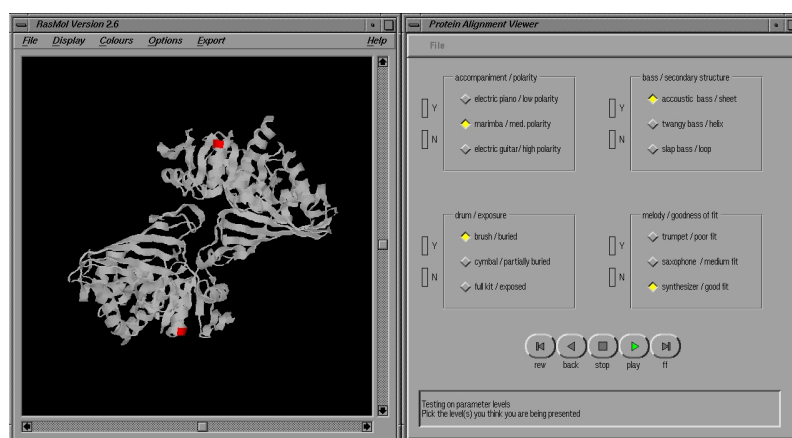 RasMol Version 2.6
File Display Colours Options Export Help
Protein Alignment Viewer
File
accompaniment / polarity
Y
N
electric piano / low polarity
marimba / med. polarity
electric guitar / high polarity
bass / secondary structure
Y
N
accoustic bass / sheet
twangy bass / helix
slap bass / loop
drum / exposure
Y
N
brush / buried
cymbal / partially buried
full kit / exposed
melody / goodness of fit
Y
N
trumpet / poor fit
saxophone / medium fit
synthesizer / good fit
rew back stop play ff
Testing on parameter levels
Pick the level(s) you think you are being presented